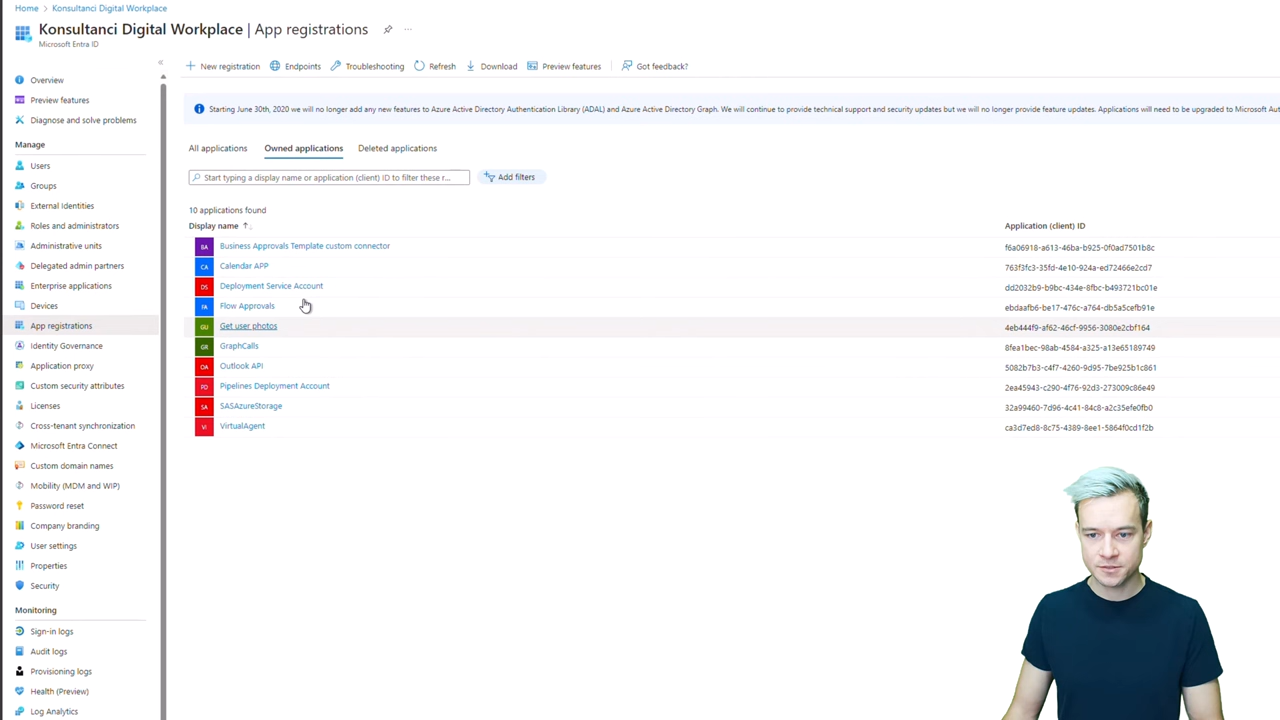 Home > Konsultanci Digital Workplace
Konsultanci Digital Workplace | App registrations
Microsoft Entra ID
New registration Endpoints Troubleshooting Refresh Download Preview features Got feedback?
Starting June 30th, 2020 we will no longer add any new features to Azure Active Directory Authentication Library (ADAL) and Azure Active Directory Graph. We will continue to provide technical support and security updates but we will no longer provide feature updates. Applications will need to be upgraded to Microsoft Aut
All applications Owned applications Deleted applications
Start typing a display name or application (client) ID to filter these r...
Add filters
10 applications found
Display name ↑ Application (client) ID
BA Business Approvals Template custom connector f6a06918-a613-46ba-b925-0f0ad7501b8c
CA Calendar APP 763f3fc3-35fd-4e10-924a-ed72466e2cd7
DS Deployment Service Account dd2032b9-b9bc-434e-8fbc-b493721bc01e
FA Flow Approvals ebdaafb6-be17-476c-a764-db5a5cefb91e
GU Get user photos 4eb444f9-af62-46cf-9956-3080e2cbf164
GR GraphCalls 8fea1bec-98ab-4584-a325-a13e65189749
OA Outlook API 5082b7b3-c4f7-4260-9d95-7be925b1c861
PD Pipelines Deployment Account 2ea45943-c290-4f76-92d3-273009c86e49
SA SASAzureStorage 32a99460-7d96-4c41-84c8-a2c35efe0fb0
VI VirtualAgent ca3d7ed8-8c75-4389-8ee1-5864f0cd1f2b
Overview
Preview features
Diagnose and solve problems
Manage
Users
Groups
External Identities
Roles and administrators
Administrative units
Delegated admin partners
Enterprise applications
Devices
App registrations
Identity Governance
Application proxy
Custom security attributes
Licenses
Cross-tenant synchronization
Microsoft Entra Connect
Custom domain names
Mobility (MDM and WIP)
Password reset
Company branding
User settings
Properties
Security
Monitoring
Sign-in logs
Audit logs
Provisioning logs
Health (Preview)
Log Analytics